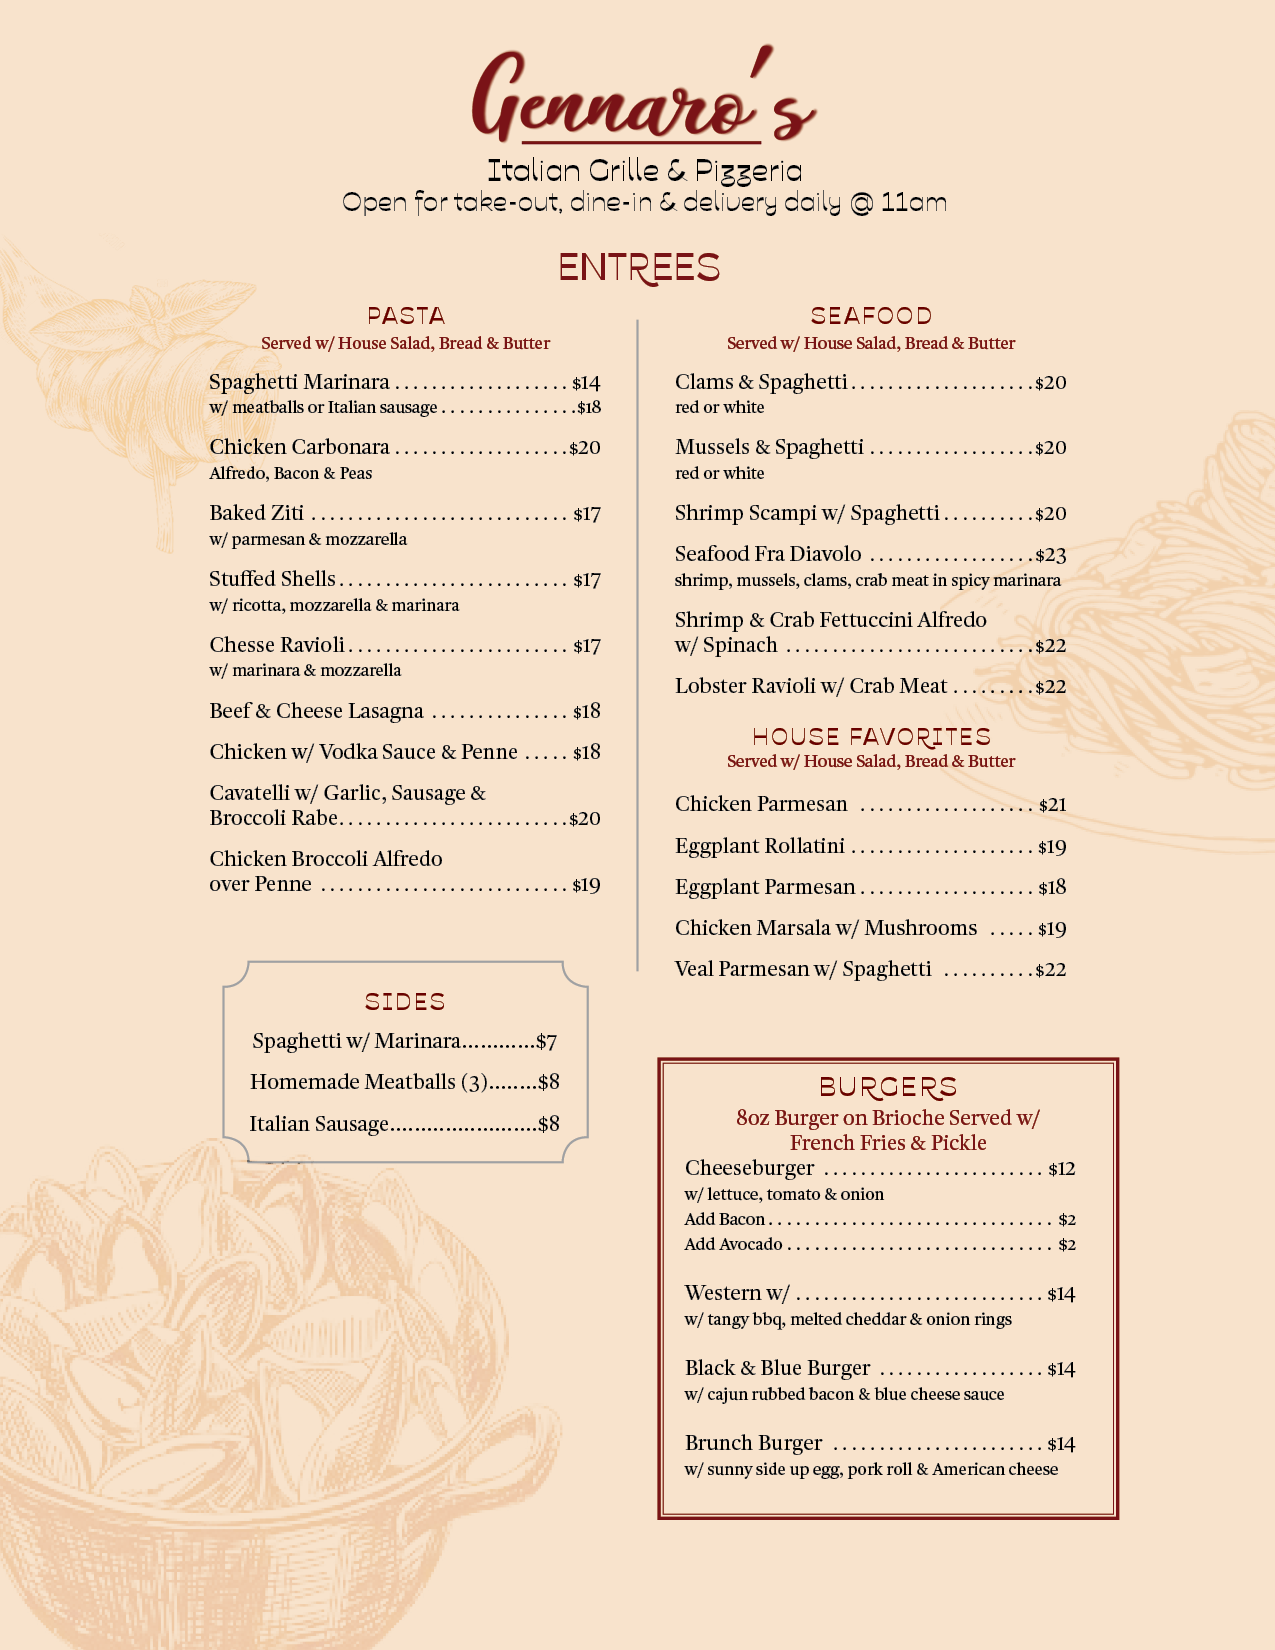 Gennaro's
Italian Grille & Pizzeria
Open for take-out, dine-in & delivery daily @ 11am
ENTREES
PASTA
Served w/ House Salad, Bread & Butter
Spaghetti Marinara . . . . . . . . . . . . . . . . . . . $14
w/ meatballs or Italian sausage . . . . . . . . . . . . . . . $18
Chicken Carbonara . . . . . . . . . . . . . . . . . . . $20
Alfredo, Bacon & Peas
Baked Ziti . . . . . . . . . . . . . . . . . . . . . . . . . . . . $17
w/ parmesan & mozzarella
Stuffed Shells . . . . . . . . . . . . . . . . . . . . . . . . . $17
w/ ricotta, mozzarella & marinara
Chesse Ravioli . . . . . . . . . . . . . . . . . . . . . . . . $17
w/ marinara & mozzarella
Beef & Cheese Lasagna . . . . . . . . . . . . . . . $18
Chicken w/ Vodka Sauce & Penne . . . . . $18
Cavatelli w/ Garlic, Sausage &
Broccoli Rabe. . . . . . . . . . . . . . . . . . . . . . . . . $20
Chicken Broccoli Alfredo
over Penne . . . . . . . . . . . . . . . . . . . . . . . . . . . $19
SIDES
Spaghetti w/ Marinara............$7
Homemade Meatballs (3)........$8
Italian Sausage........................$8
SEAFOOD
Served w/ House Salad, Bread & Butter
Clams & Spaghetti . . . . . . . . . . . . . . . . . . . . $20
red or white
Mussels & Spaghetti . . . . . . . . . . . . . . . . . . $20
red or white
Shrimp Scampi w/ Spaghetti . . . . . . . . . . $20
Seafood Fra Diavolo . . . . . . . . . . . . . . . . . . $23
shrimp, mussels, clams, crab meat in spicy marinara
Shrimp & Crab Fettuccini Alfredo
w/ Spinach . . . . . . . . . . . . . . . . . . . . . . . . . . . $22
Lobster Ravioli w/ Crab Meat . . . . . . . . . $22
HOUSE FAVORITES
Served w/ House Salad, Bread & Butter
Chicken Parmesan . . . . . . . . . . . . . . . . . . . $21
Eggplant Rollatini . . . . . . . . . . . . . . . . . . . . $19
Eggplant Parmesan . . . . . . . . . . . . . . . . . . . $18
Chicken Marsala w/ Mushrooms . . . . . $19
Veal Parmesan w/ Spaghetti . . . . . . . . . . $22
BURGERS
8oz Burger on Brioche Served w/
French Fries & Pickle
Cheeseburger . . . . . . . . . . . . . . . . . . . . . . . . $12
w/ lettuce, tomato & onion
Add Bacon . . . . . . . . . . . . . . . . . . . . . . . . . . . . . . . $2
Add Avocado . . . . . . . . . . . . . . . . . . . . . . . . . . . . . $2
Western w/ . . . . . . . . . . . . . . . . . . . . . . . . . . . $14
w/ tangy bbq, melted cheddar & onion rings
Black & Blue Burger . . . . . . . . . . . . . . . . . . $14
w/ cajun rubbed bacon & blue cheese sauce
Brunch Burger . . . . . . . . . . . . . . . . . . . . . . . $14
w/ sunny side up egg, pork roll & American cheese